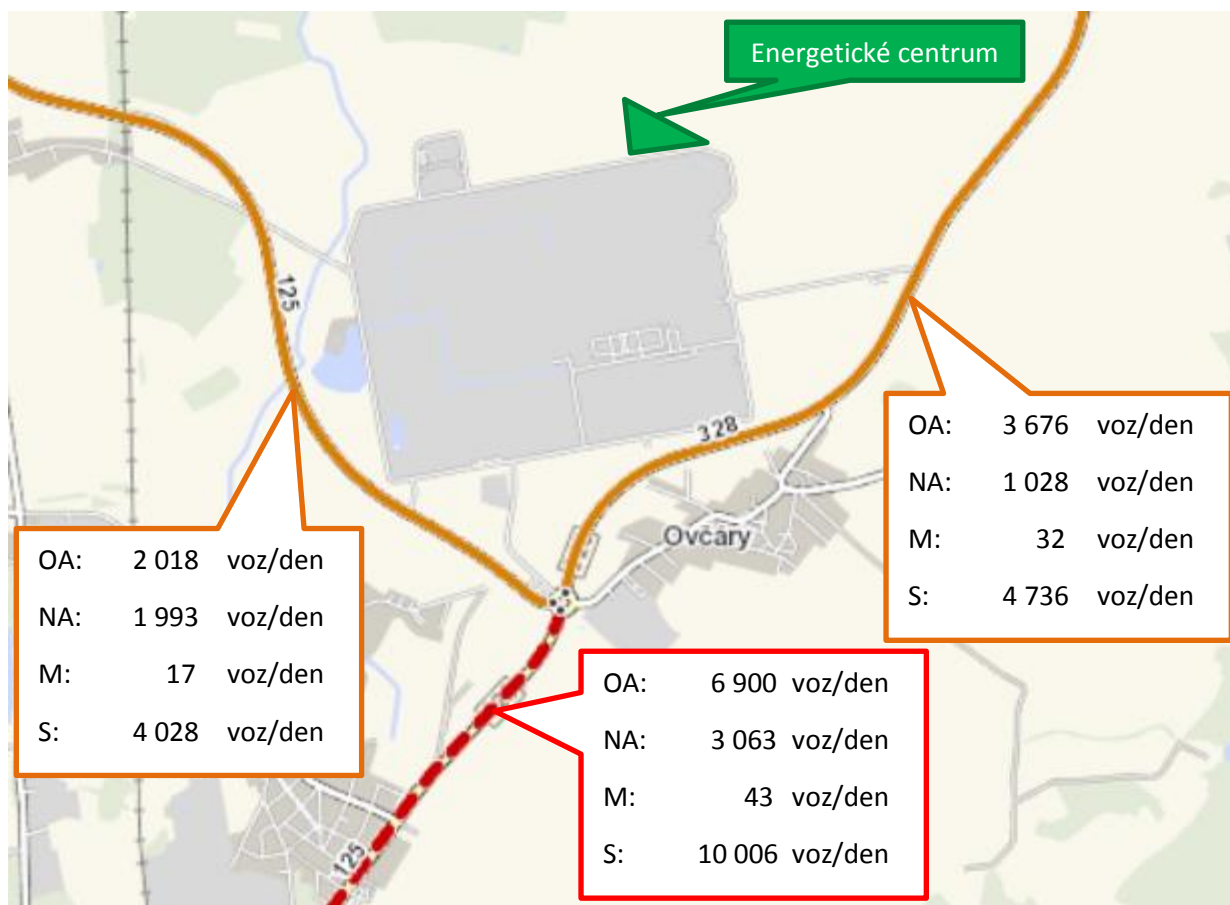 Energetické centrum
125
328
Ovčáry
OA: 3 676 voz/den
NA: 1 028 voz/den
M: 32 voz/den
S: 4 736 voz/den
OA: 2 018 voz/den
NA: 1 993 voz/den
M: 17 voz/den
S: 4 028 voz/den
OA: 6 900 voz/den
NA: 3 063 voz/den
M: 43 voz/den
S: 10 006 voz/den
125